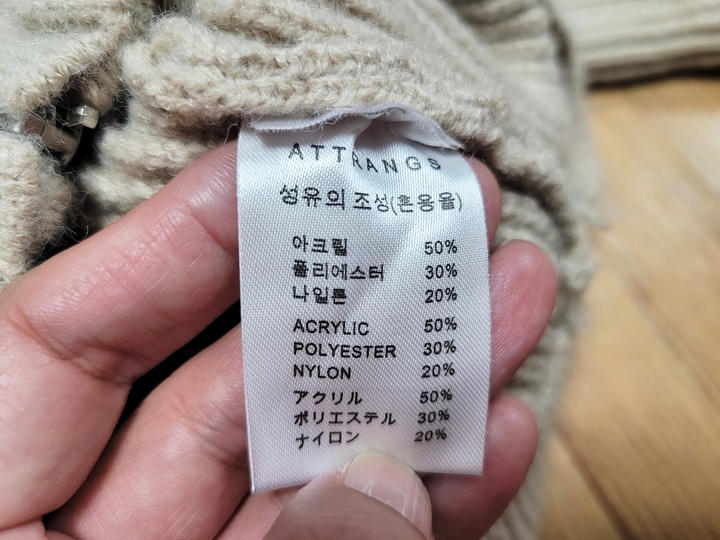 ATTRANGS
섬유의 조성(혼용율)
아크릴 50%
폴리에스터 30%
나일론 20%
ACRYLIC 50%
POLYESTER 30%
NYLON 20%
アクリル 50%
ポリエステル 30%
ナイロン 20%